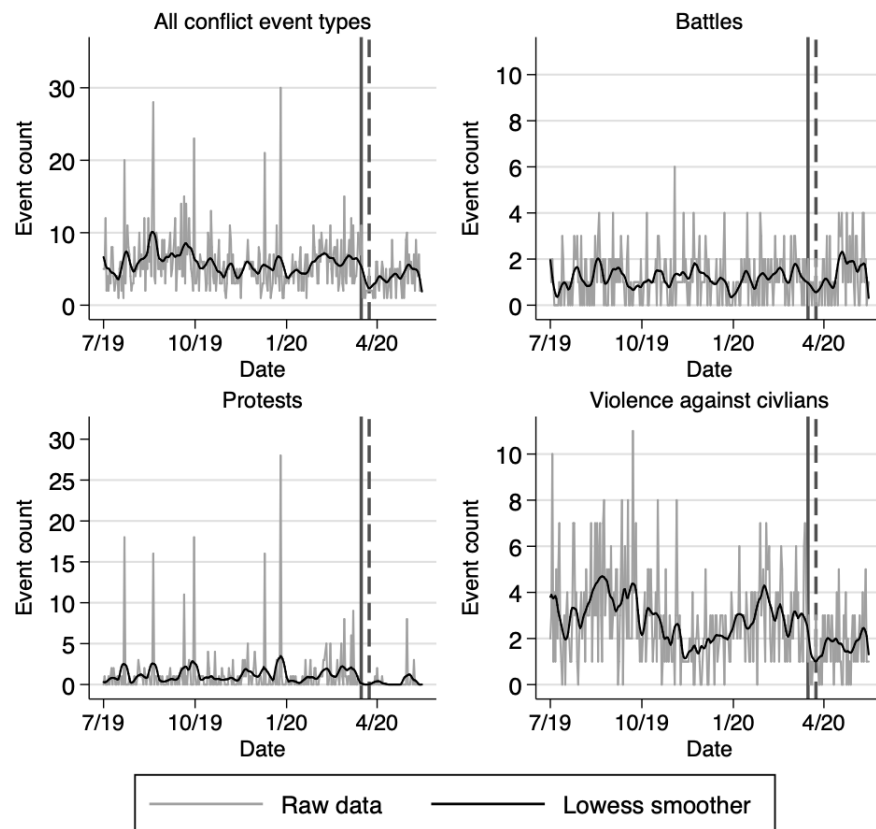 All conflict event types
Event count
30
20
10
0
7/19 10/19 1/20 4/20
Date
Battles
Event count
10
8
6
4
2
0
7/19 10/19 1/20 4/20
Date
Protests
Event count
30
25
20
15
10
5
0
7/19 10/19 1/20 4/20
Date
Violence against civlians
Event count
10
8
6
4
2
0
7/19 10/19 1/20 4/20
Date
Raw data Lowess smoother